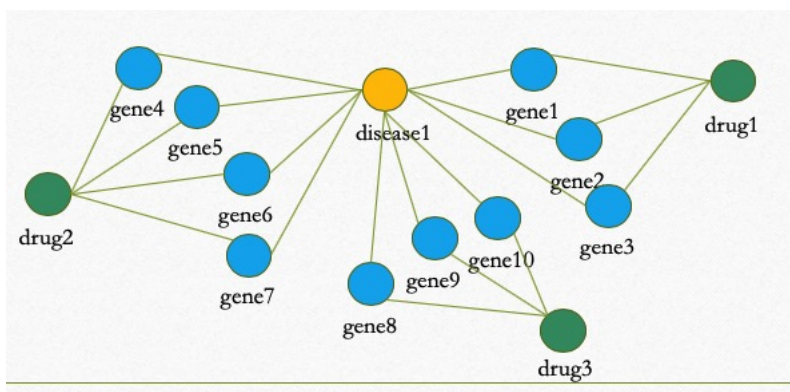 gene4
gene1
drug1
disease1
gene5
gene2
gene6
drug2
gene3
gene10
gene9
gene7
gene8
drug3